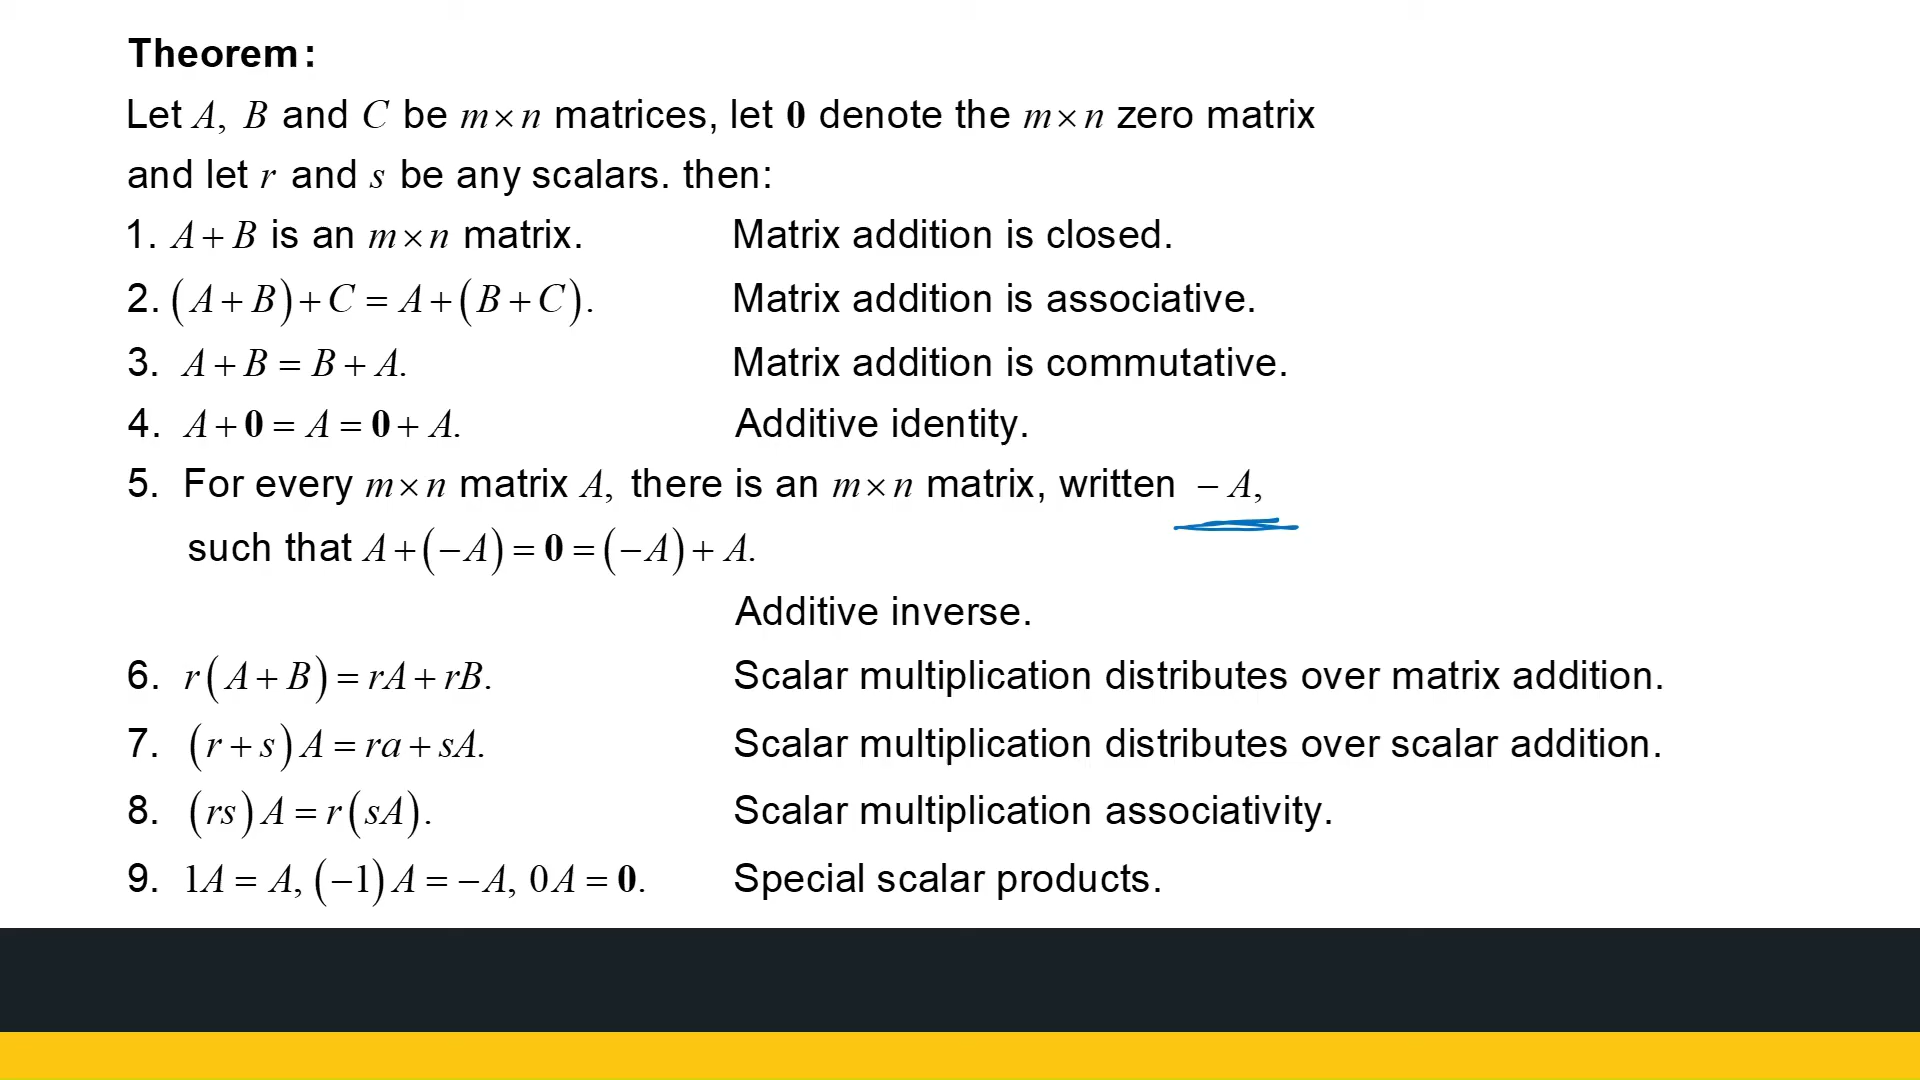 Theorem:
Let A, B and C be m×n matrices, let 0 denote the m×n zero matrix
and let r and s be any scalars. then:
1. A+B is an m×n matrix. Matrix addition is closed.
2. (A+B)+C = A+(B+C). Matrix addition is associative.
3. A+B = B+A. Matrix addition is commutative.
4. A+0 = A = 0+A. Additive identity.
5. For every m×n matrix A, there is an m×n matrix, written −A,
such that A+(−A) = 0 = (−A)+A.
Additive inverse.
6. r(A+B) = rA+rB. Scalar multiplication distributes over matrix addition.
7. (r+s)A = ra+sA. Scalar multiplication distributes over scalar addition.
8. (rs)A = r(sA). Scalar multiplication associativity.
9. 1A = A, (−1)A = −A, 0A = 0. Special scalar products.